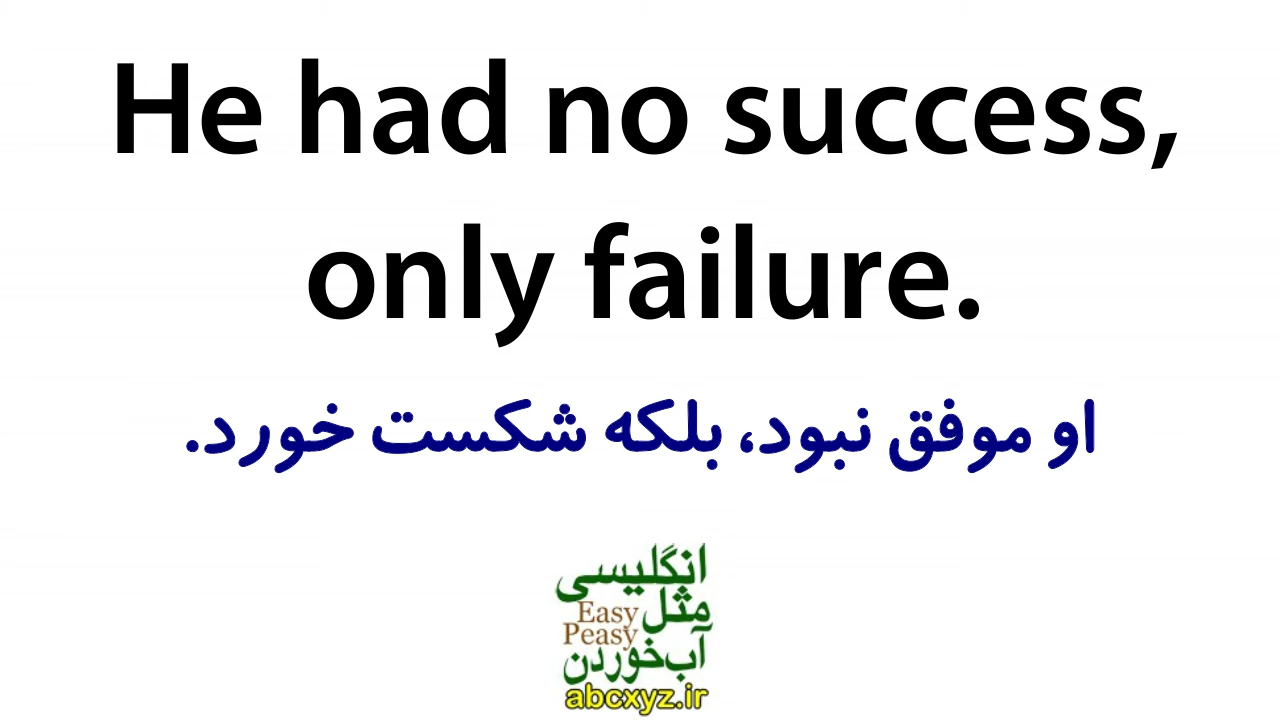 He had no success,
only failure.
او موفق نبود، بلکه شکست خورد.
انگلیسی
مثل
Easy
Peasy
آب‌خوردن
abcxyz.ir